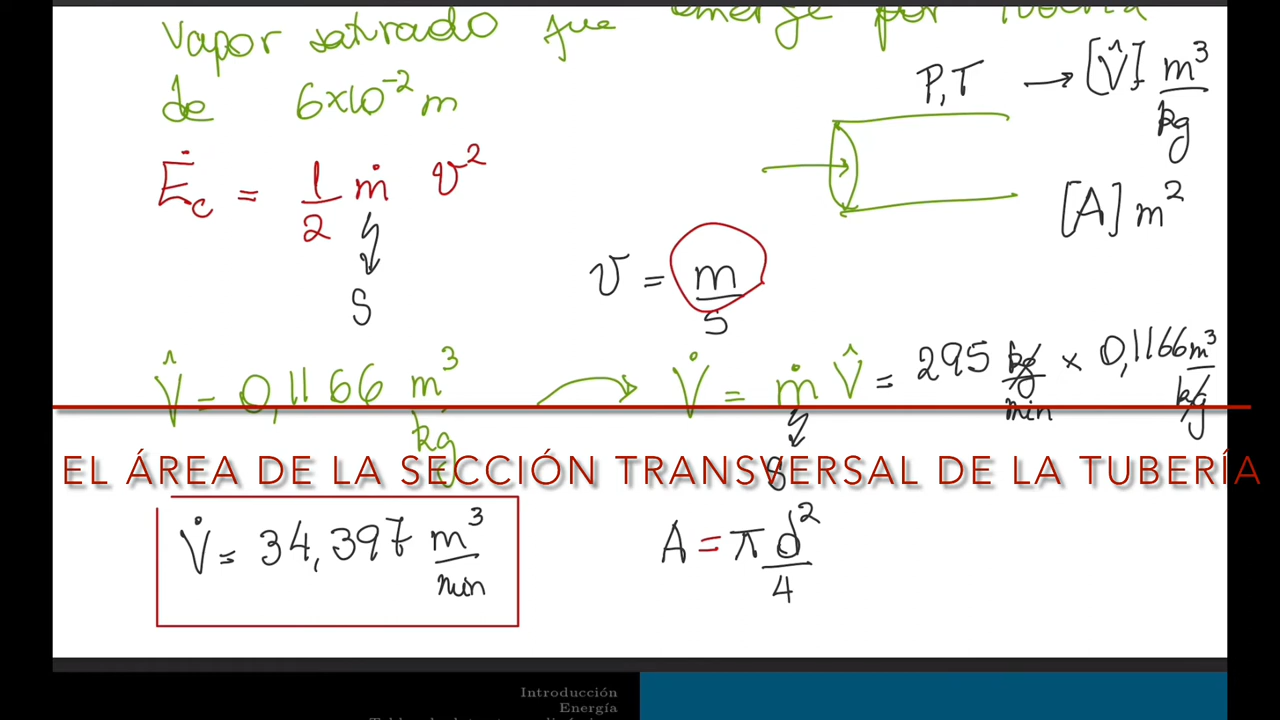 Vapor saturado que emerge por tubería
de 6x10⁻² m
P,T → [V̂] m³/kg
Ė_c = 1/2 ṁ v²
[A] m²
S
v = m/s
V̂ = 0,1166 m³/kg
V̇ = ṁ V̂ = 295 kg/min x 0,1166 m³/kg
S
EL ÁREA DE LA SECCIÓN TRANSVERSAL DE LA TUBERÍA
V̇ = 34,397 m³/min
A = π d²/4
Introducción
Energía